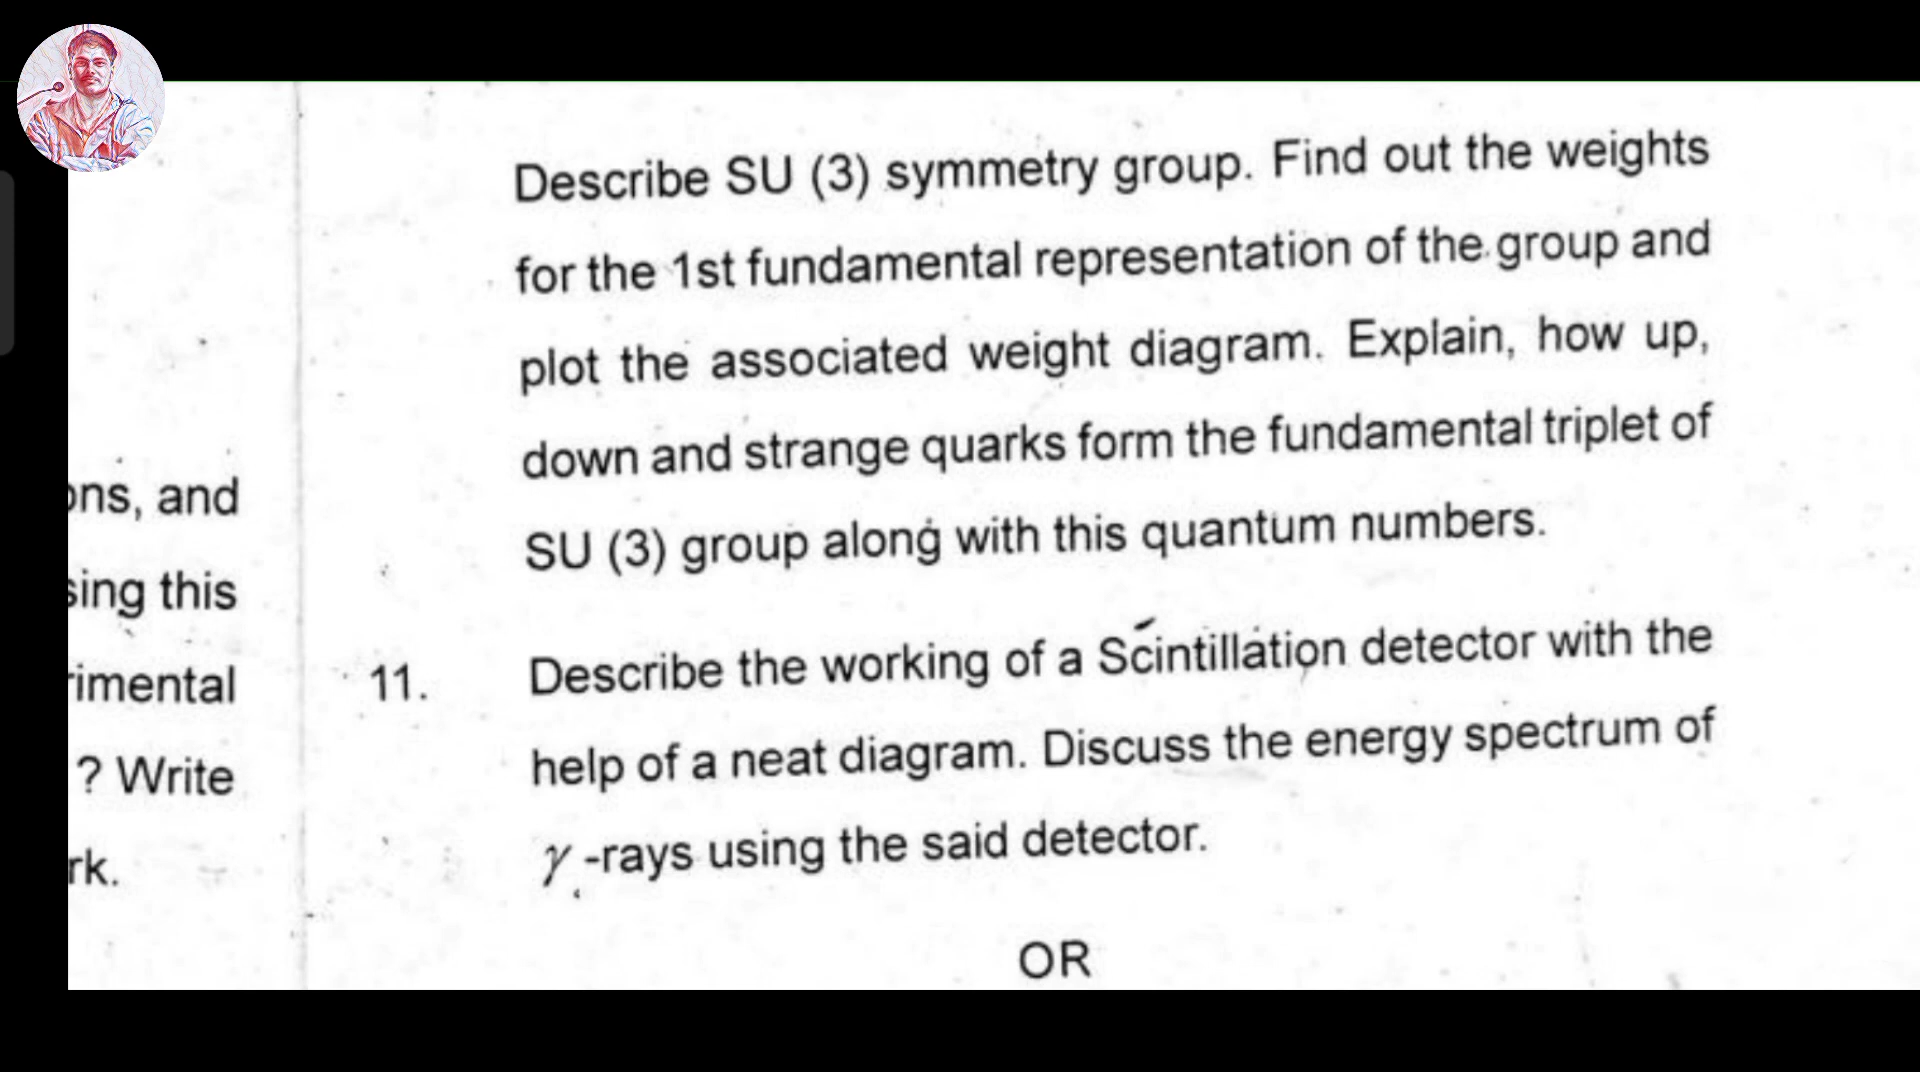 Describe SU (3) symmetry group. Find out the weights
for the 1st fundamental representation of the group and
plot the associated weight diagram. Explain, how up,
down and strange quarks form the fundamental triplet of
SU (3) group along with this quantum numbers.
ons, and
sing this
rimental
? Write
rk.
11. Describe the working of a Scintillation detector with the
help of a neat diagram. Discuss the energy spectrum of
γ -rays using the said detector.
OR